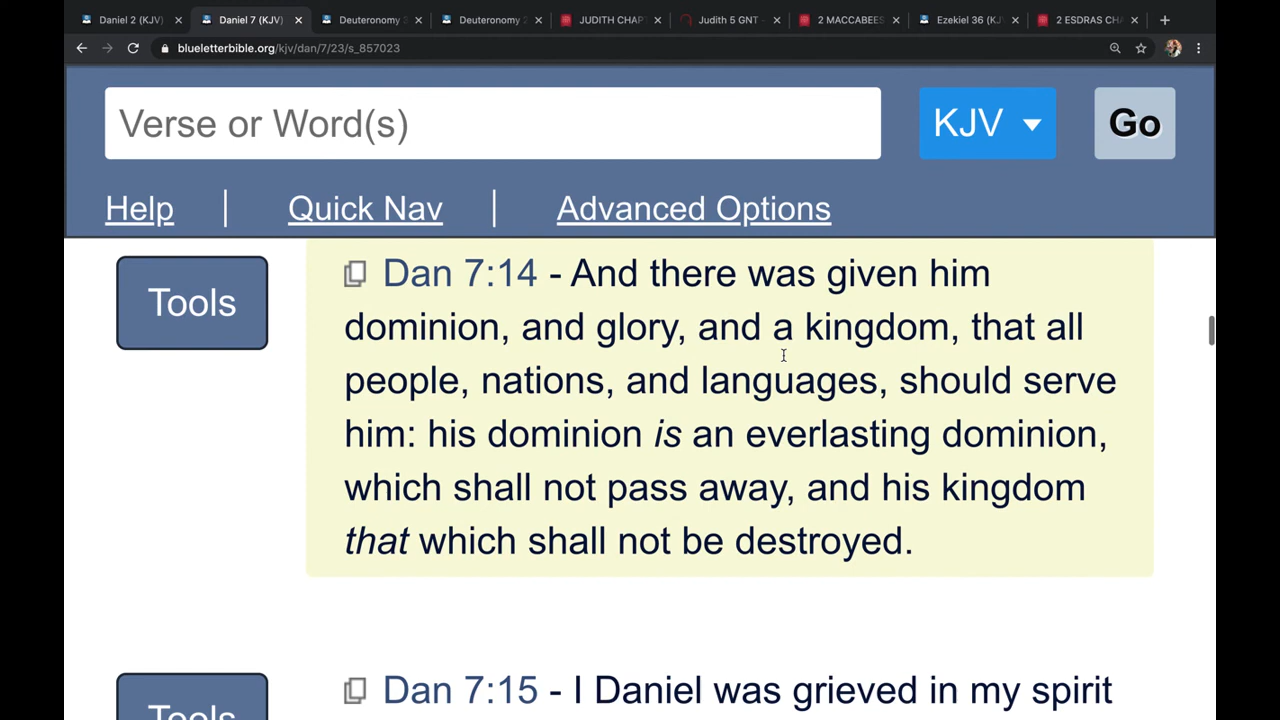 Daniel 2 (KJV)
Daniel 7 (KJV)
Deuteronomy
Deuteronomy
JUDITH CHAP
Judith 5 GNT -
2 MACCABEES
Ezekiel 36 (KJ
2 ESDRAS CH
blueletterbible.org/kjv/dan/7/23/s_857023
Verse or Word(s)
KJV
Go
Help | Quick Nav | Advanced Options
Tools
Dan 7:14 - And there was given him
dominion, and glory, and a kingdom, that all
people, nations, and languages, should serve
him: his dominion is an everlasting dominion,
which shall not pass away, and his kingdom
that which shall not be destroyed.
Tools
Dan 7:15 - I Daniel was grieved in my spirit